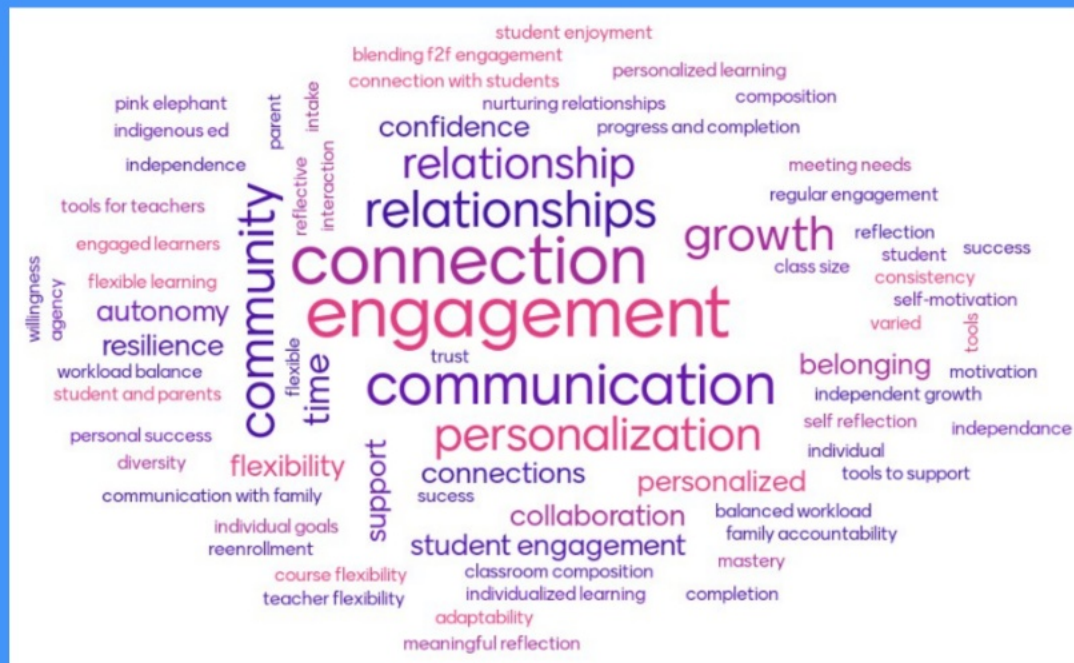 student enjoyment
blending f2f engagement
connection with students
personalized learning
pink elephant
parent
intake
nurturing relationships
composition
indigenous ed
confidence
progress and completion
independence
reflective
interaction
relationship
meeting needs
tools for teachers
community
relationships
regular engagement
engaged learners
connection
growth
reflection
student
success
class size
willingness
agency
flexible learning
engagement
consistency
self-motivation
autonomy
varied
tools
resilience
flexible
time
trust
belonging
workload balance
communication
motivation
student and parents
independent growth
personal success
personalization
self reflection
independance
diversity
flexibility
support
connections
individual
tools to support
communication with family
sucess
personalized
individual goals
collaboration
balanced workload
reenrollment
student engagement
family accountability
course flexibility
classroom composition
mastery
teacher flexibility
individualized learning
completion
adaptability
meaningful reflection